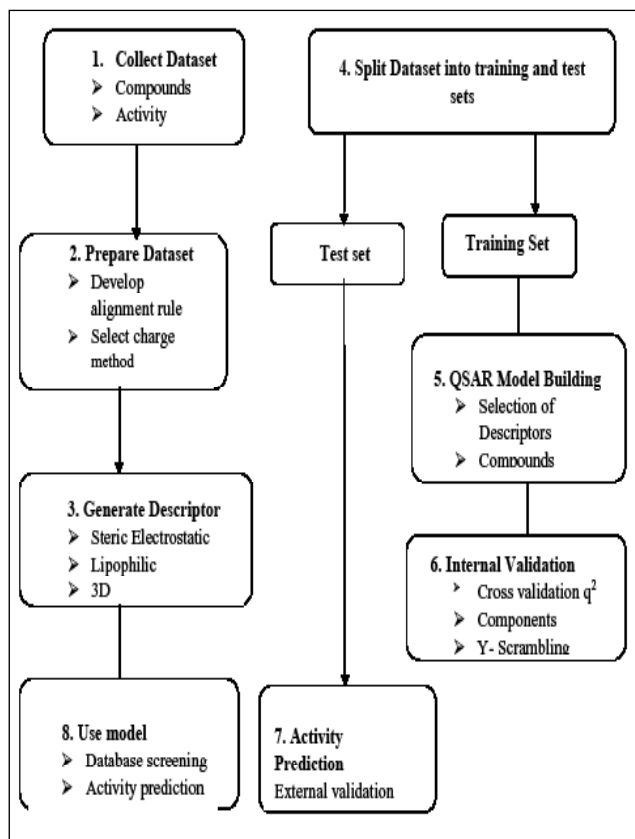 1. Collect Dataset
➢ Compounds
➢ Activity
2. Prepare Dataset
➢ Develop
alignment rule
➢ Select charge
method
3. Generate Descriptor
➢ Steric Electrostatic
➢ Lipophilic
➢ 3D
4. Split Dataset into training and test
sets
Test set
Training Set
5. QSAR Model Building
➢ Selection of
Descriptors
➢ Compounds
6. Internal Validation
➢ Cross validation q²
➢ Components
➢ Y- Scrambling
7. Activity
Prediction
External validation
8. Use model
➢ Database screening
➢ Activity prediction